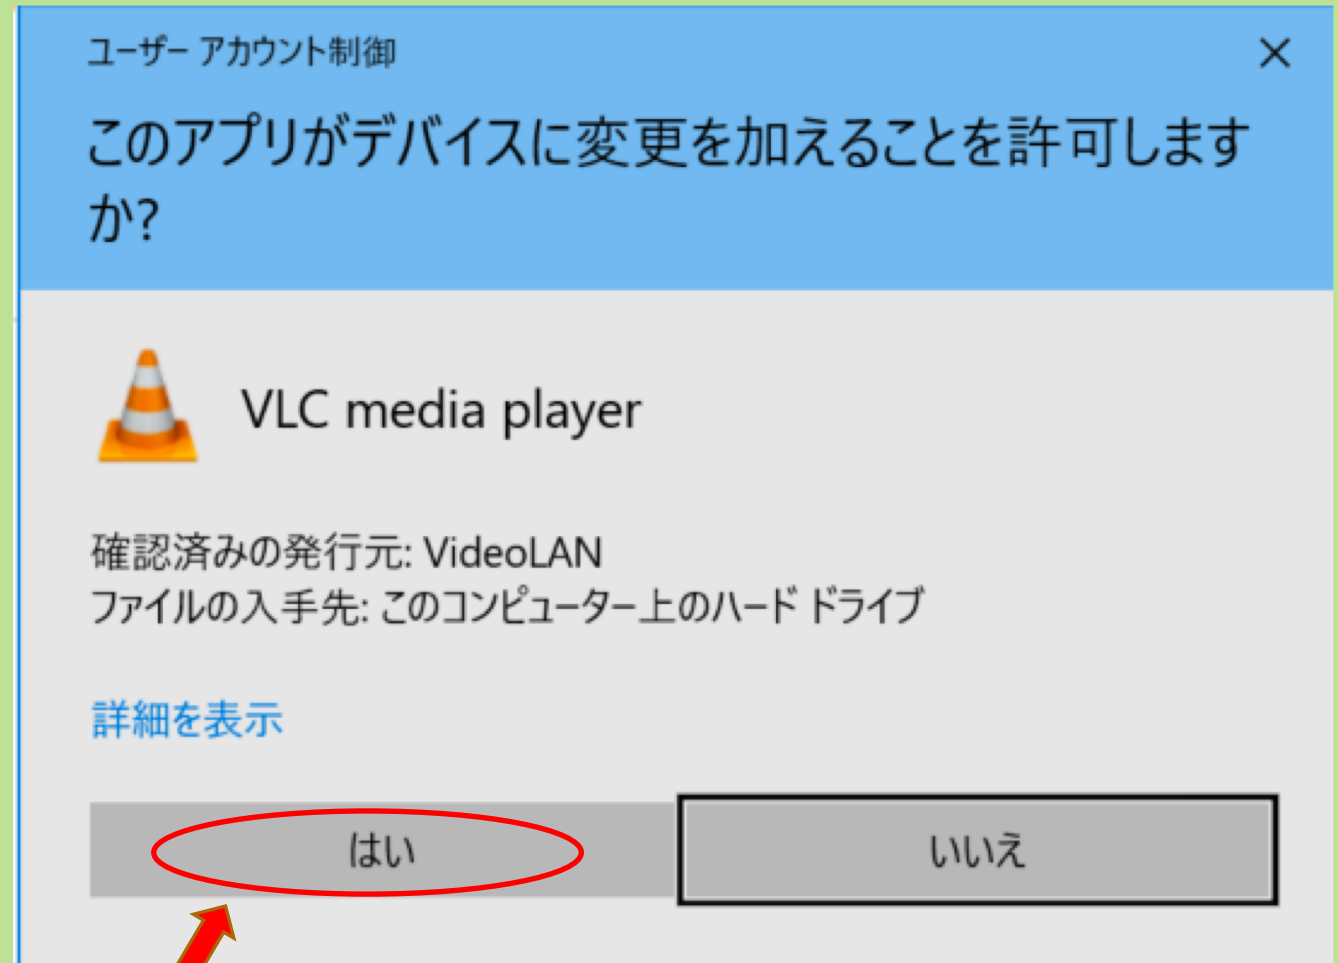 ユーザー アカウント制御
このアプリがデバイスに変更を加えることを許可します
か?
VLC media player
確認済みの発行元: VideoLAN
ファイルの入手先: このコンピューター上のハード ドライブ
詳細を表示
はい
いいえ